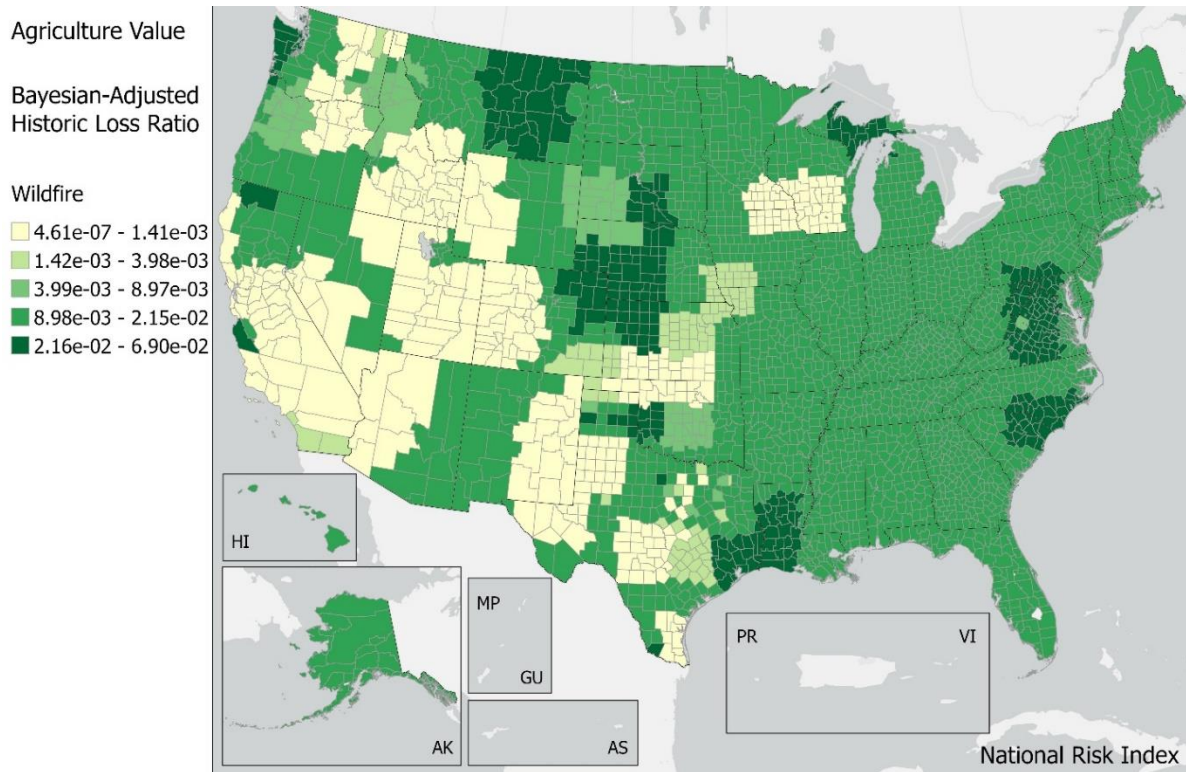 Agriculture Value
Bayesian-Adjusted
Historic Loss Ratio
Wildfire
4.61e-07 - 1.41e-03
1.42e-03 - 3.98e-03
3.99e-03 - 8.97e-03
8.98e-03 - 2.15e-02
2.16e-02 - 6.90e-02
HI
AK
MP
GU
AS
PR
VI
National Risk Index